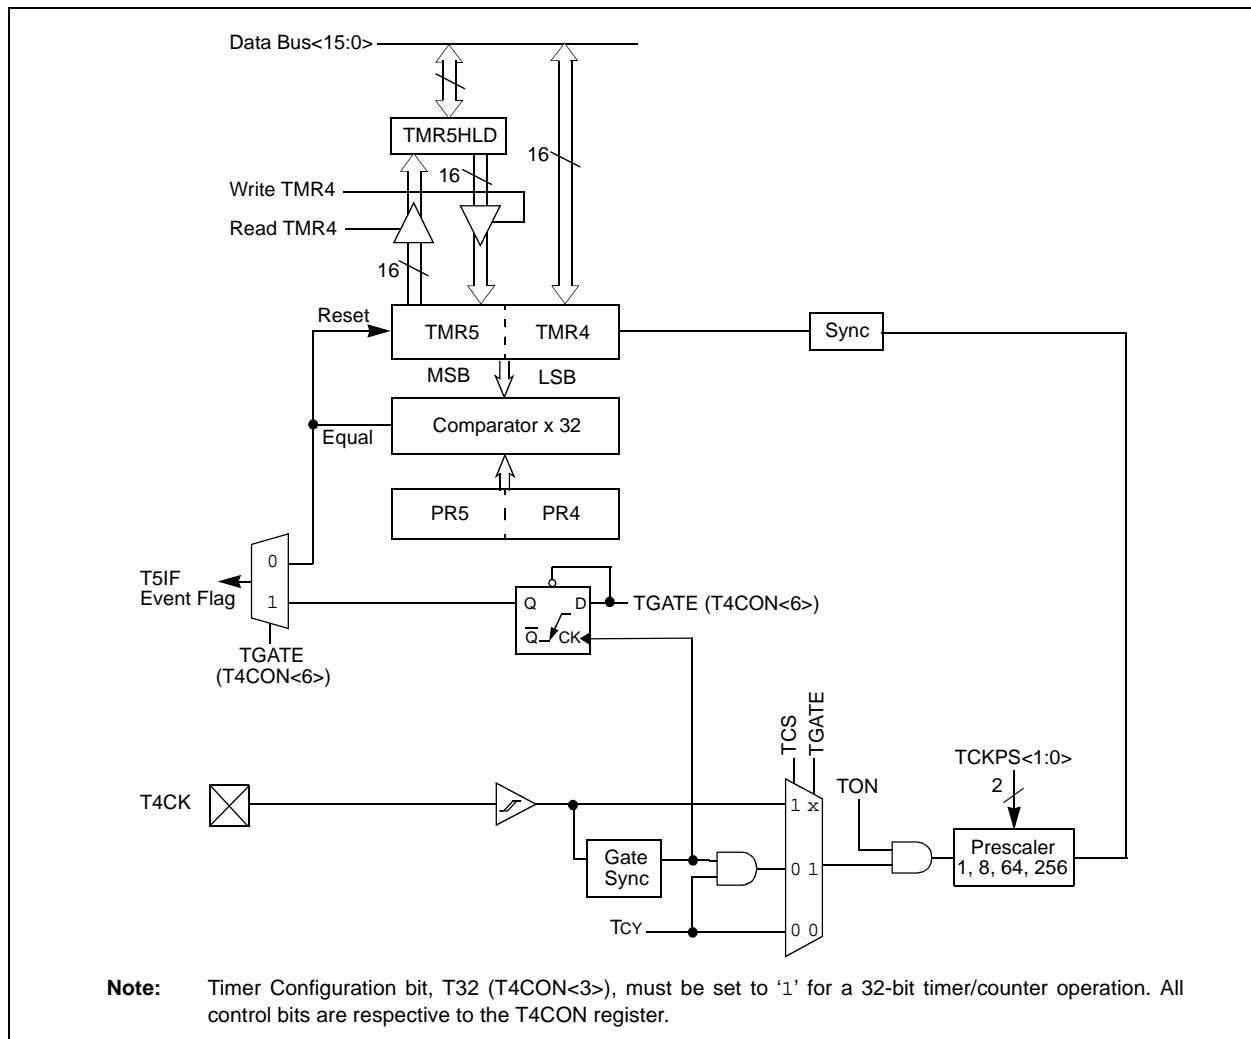 Data Bus<15:0>
TMR5HLD
16
16
Write TMR4
Read TMR4
16
Reset
TMR5
TMR4
Sync
MSB
LSB
Equal
Comparator x 32
PR5
PR4
0
1
T5IF
Event Flag
TGATE
(T4CON<6>)
Q
D
Q
CK
TGATE (T4CON<6>)
TCS
TGATE
TCKPS<1:0>
2
TON
T4CK
1 x
Gate
Sync
0 1
Prescaler
1, 8, 64, 256
TCY
0 0
Note: Timer Configuration bit, T32 (T4CON<3>), must be set to ‘1’ for a 32-bit timer/counter operation. All
control bits are respective to the T4CON register.